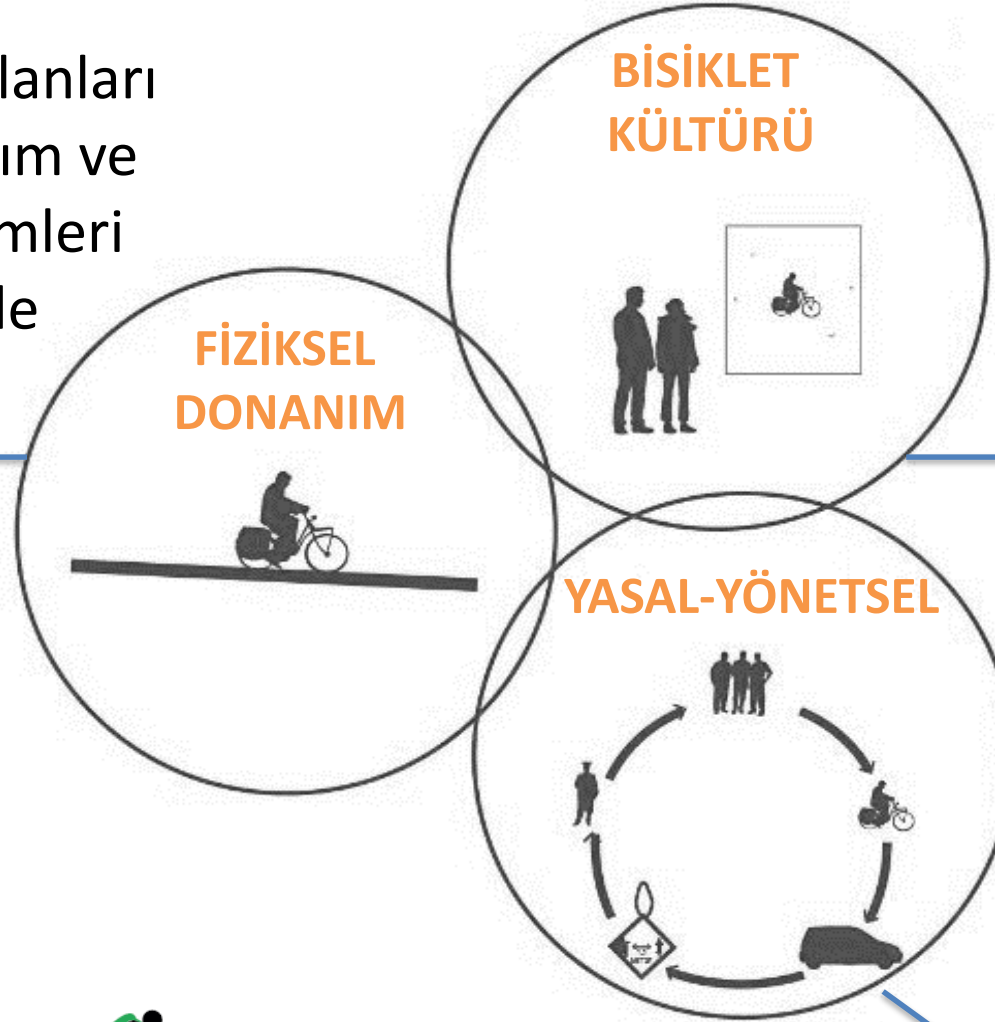 lanları
ım ve
mleri
le
BİSİKLET
KÜLTÜRÜ
FİZİKSEL
DONANIM
YASAL-YÖNETSEL